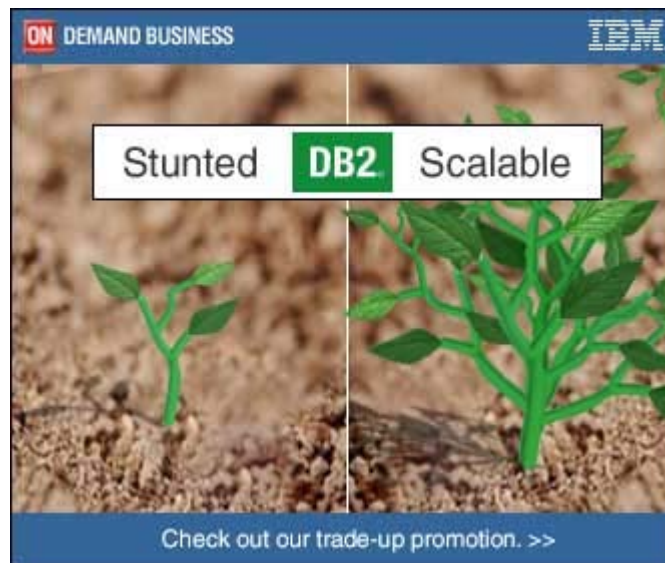 ON DEMAND BUSINESS IBM
Stunted DB2. Scalable
Check out our trade-up promotion. >>